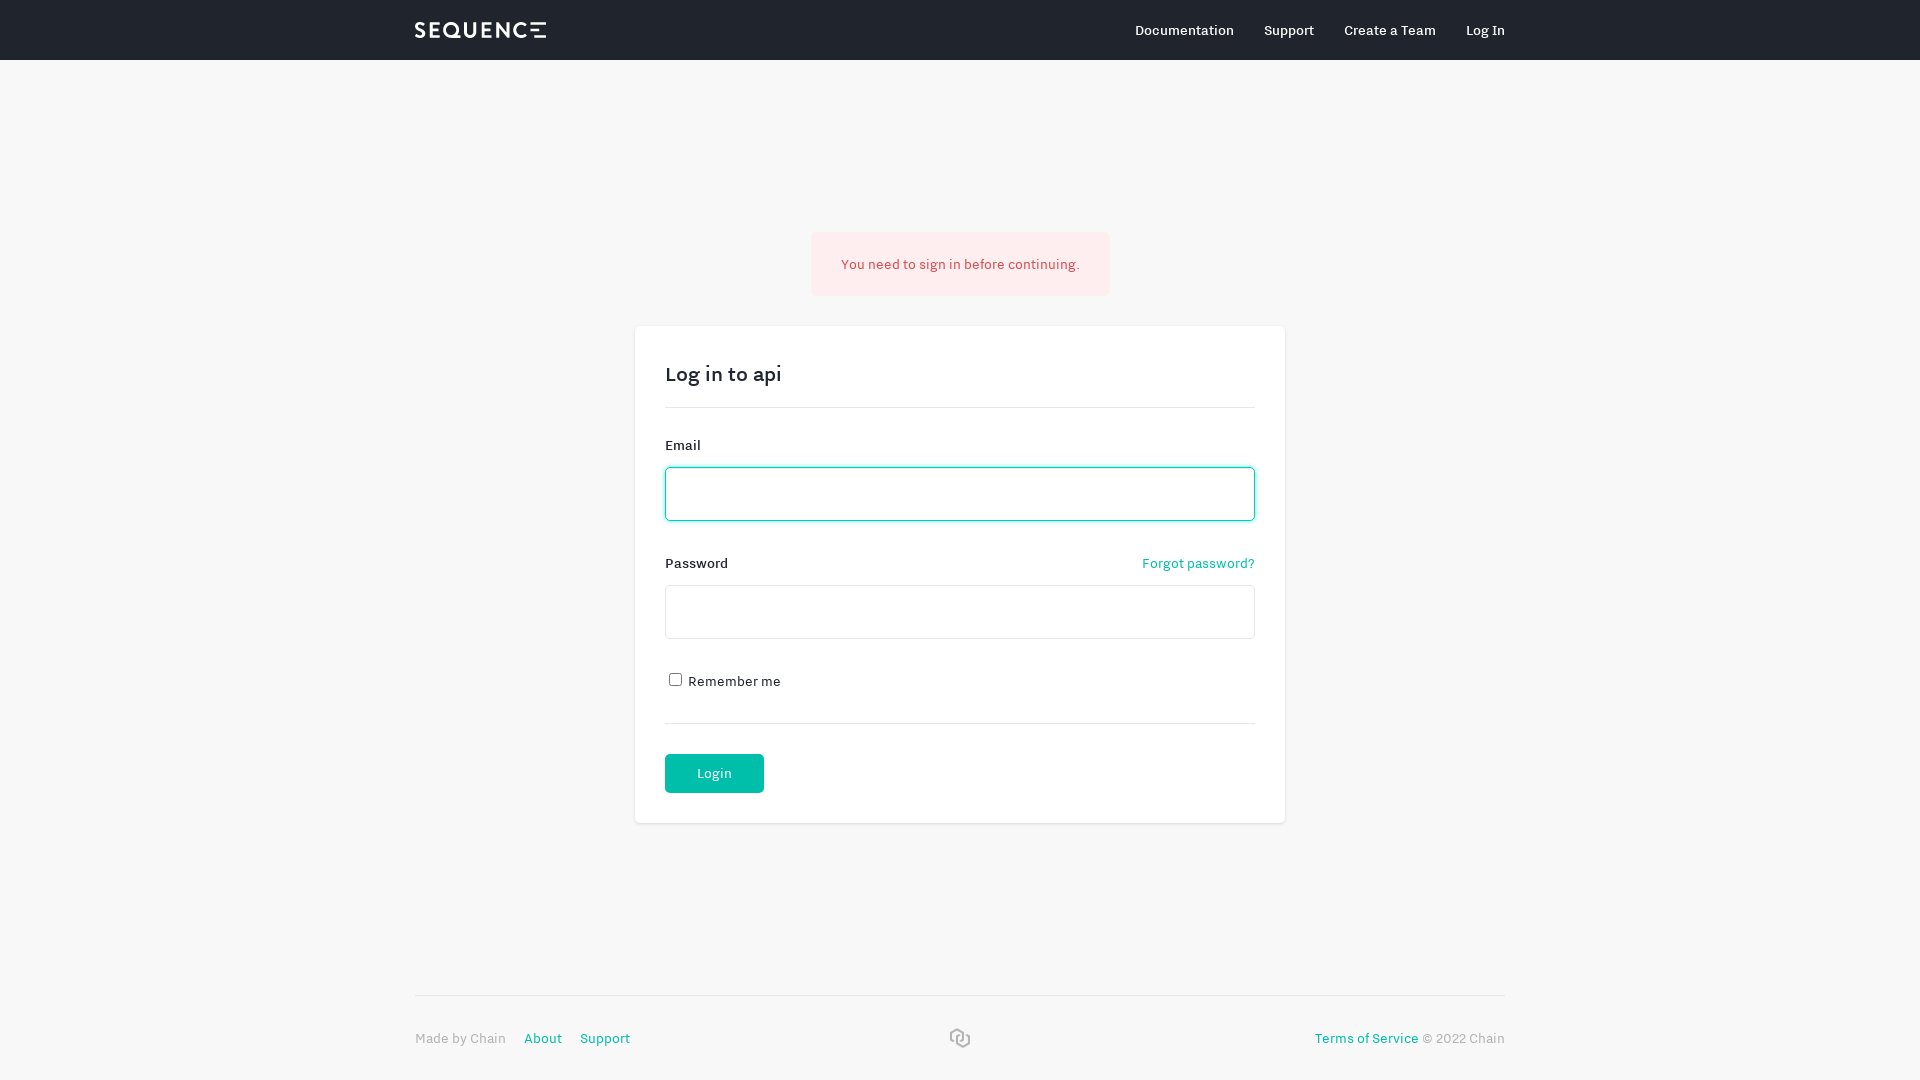 SEQUENCE
Documentation
Support
Create a Team
Log In
You need to sign in before continuing.
Log in to api
Email
Password
Forgot password?
Remember me
Login
Made by Chain
About
Support
Terms of Service © 2022 Chain